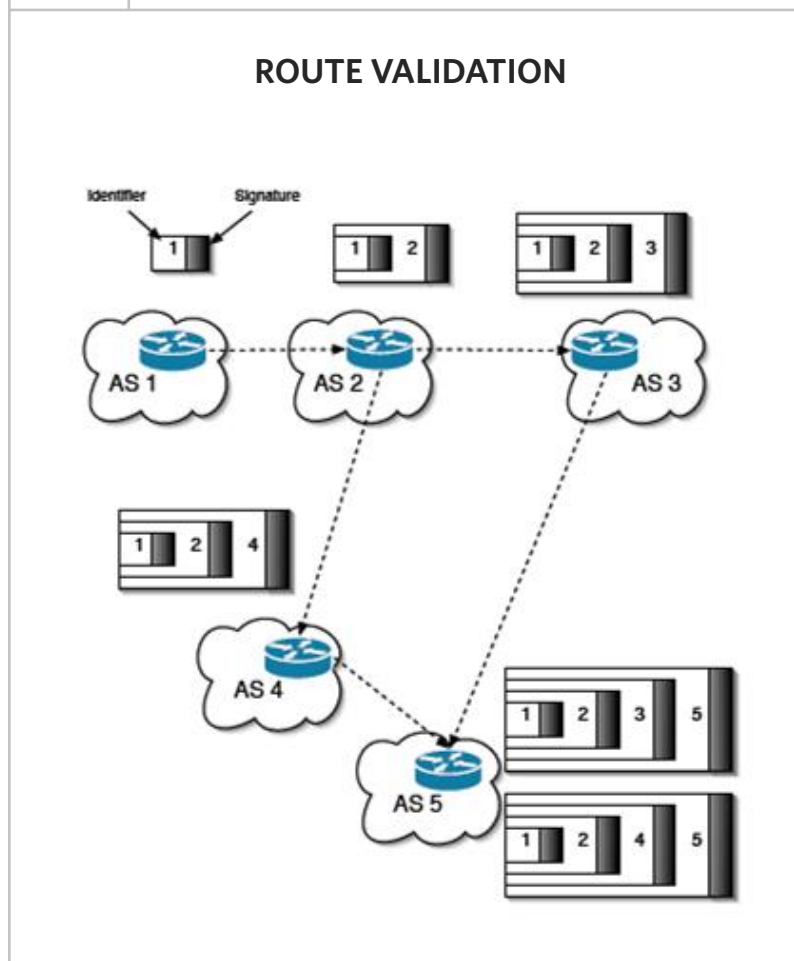 ROUTE VALIDATION
Identifier Signature
1
1 2
1 2 3
AS 1
AS 2
AS 3
1 2 4
AS 4
1 2 3 5
AS 5
1 2 4 5